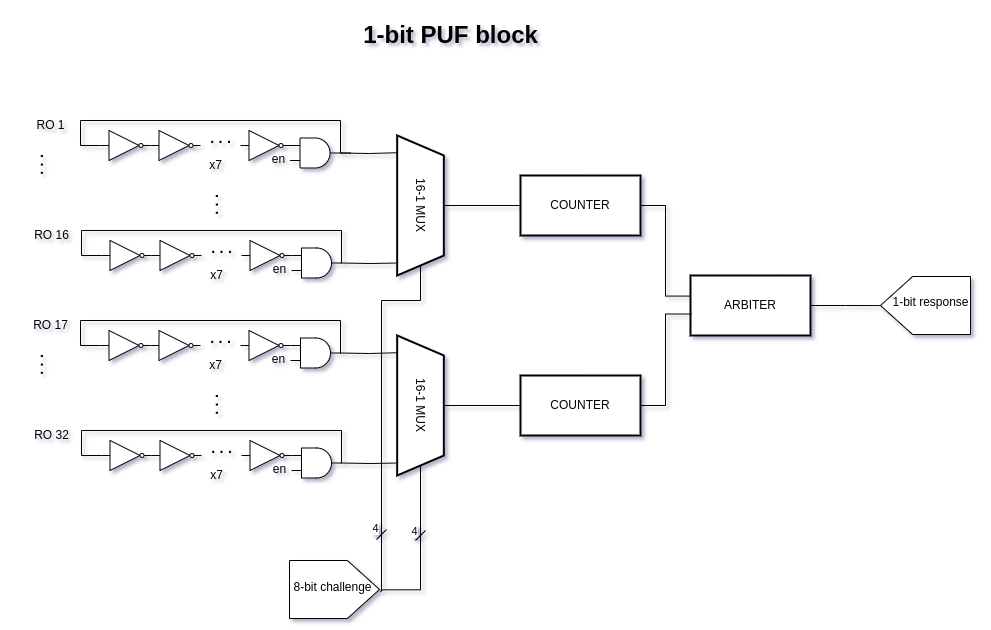 1-bit PUF block
RO 1
x7
en
16-1 MUX
COUNTER
RO 16
x7
en
ARBITER
1-bit response
RO 17
x7
en
16-1 MUX
COUNTER
RO 32
x7
en
4
4
8-bit challenge